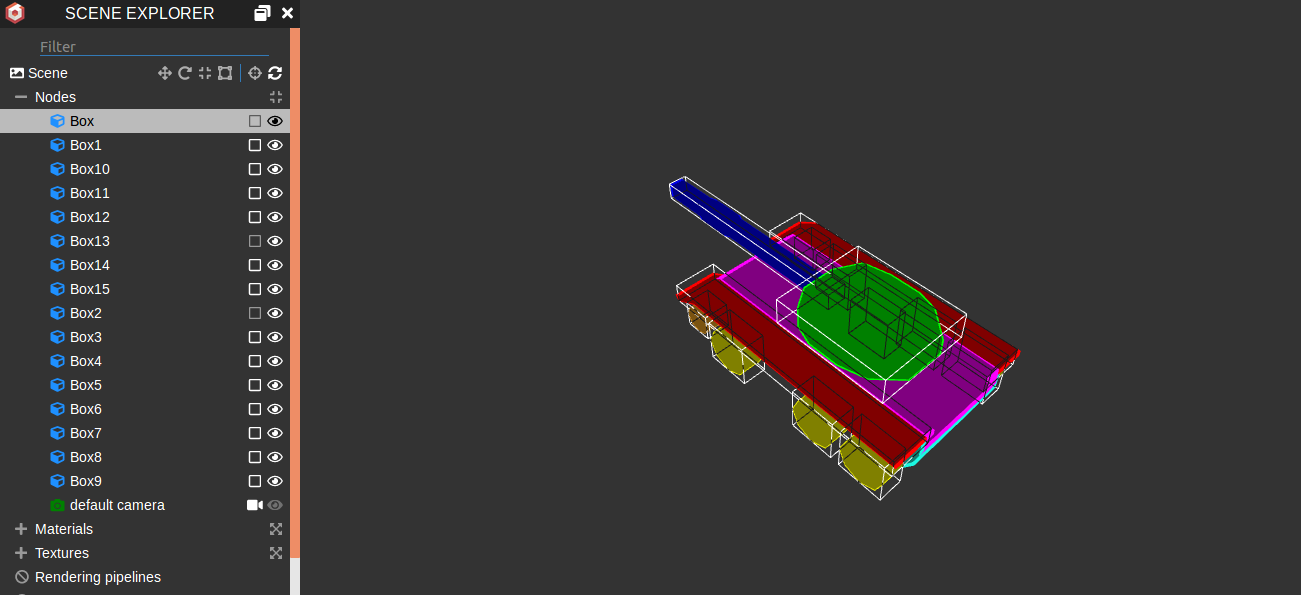 SCENE EXPLORER
Filter
Scene
Nodes
Box
Box1
Box10
Box11
Box12
Box13
Box14
Box15
Box2
Box3
Box4
Box5
Box6
Box7
Box8
Box9
default camera
Materials
Textures
Rendering pipelines